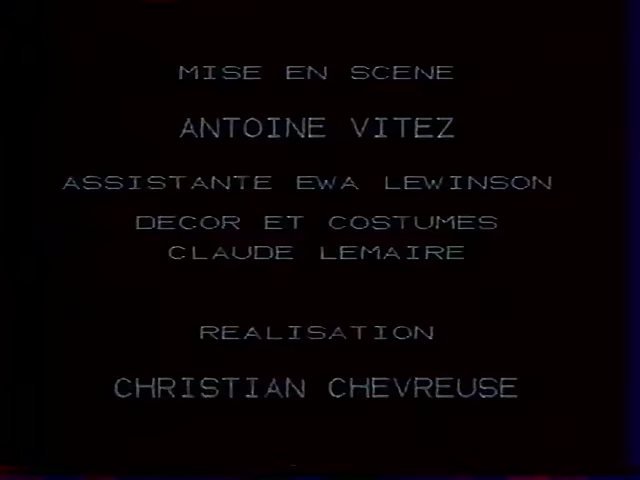 MISE EN SCENE
ANTOINE VITEZ
ASSISTANTE EWA LEWINSON
DECOR ET COSTUMES
CLAUDE LEMAIRE
REALISATION
CHRISTIAN CHEVREUSE